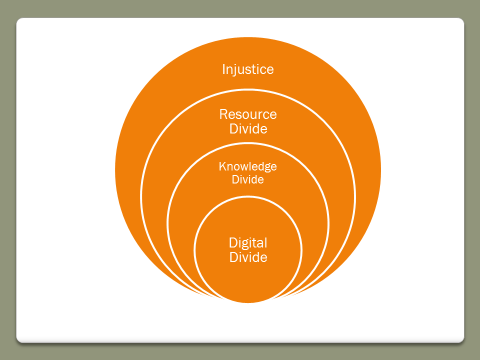 Injustice
Resource
Divide
Knowledge
Divide
Digital
Divide